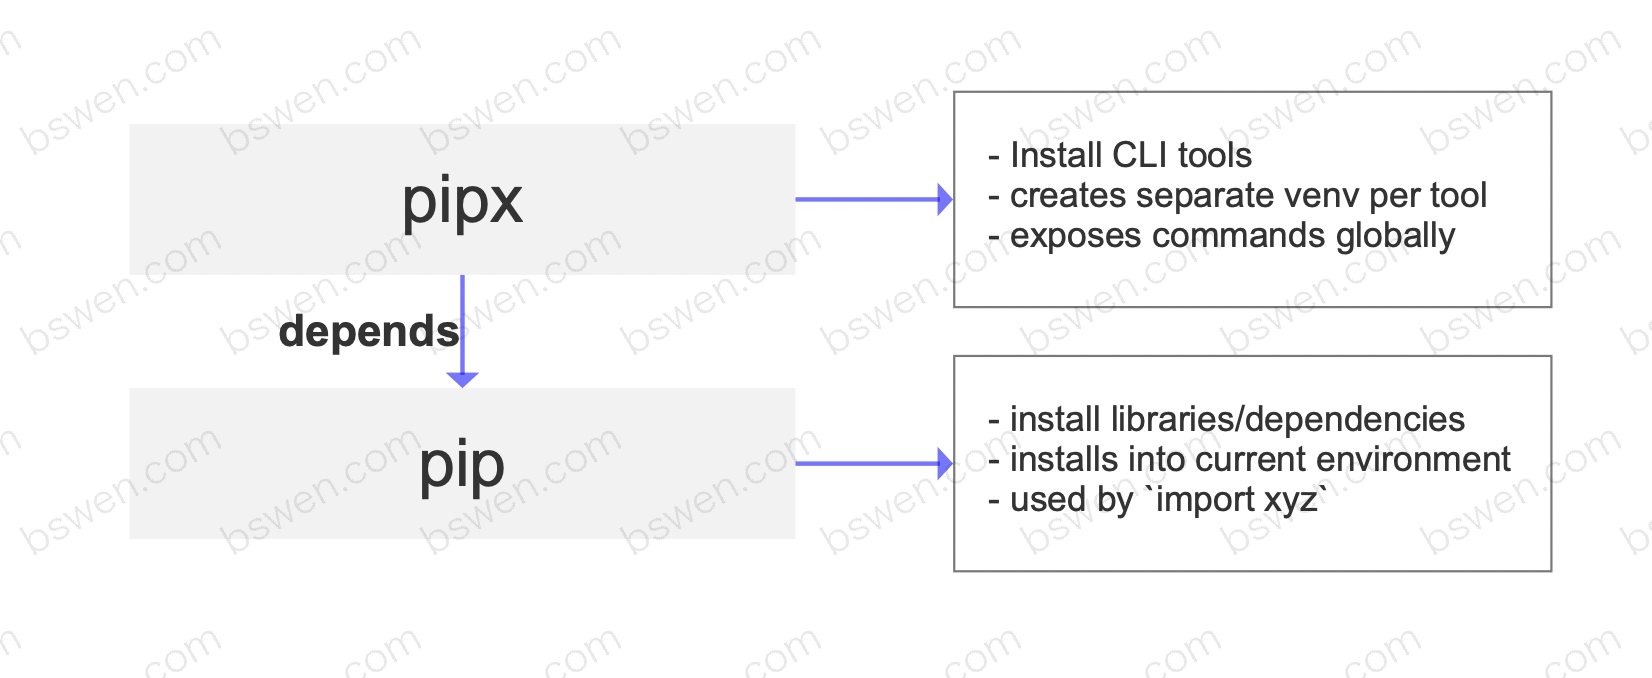 pipx
- Install CLI tools
- creates separate venv per tool
- exposes commands globally
depends
pip
- install libraries/dependencies
- installs into current environment
- used by `import xyz`
bswen.com